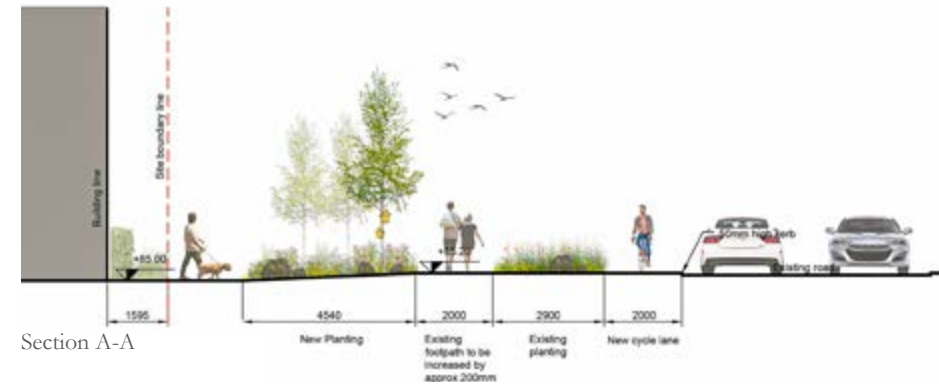 Site boundary line
Building line
+85.00
50mm high kerb
Existing road
1595
4540
2000
2900
2000
New Planting
Existing
footpath to be
increased by
approx 200mm
Existing
planting
New cycle lane
Section A-A